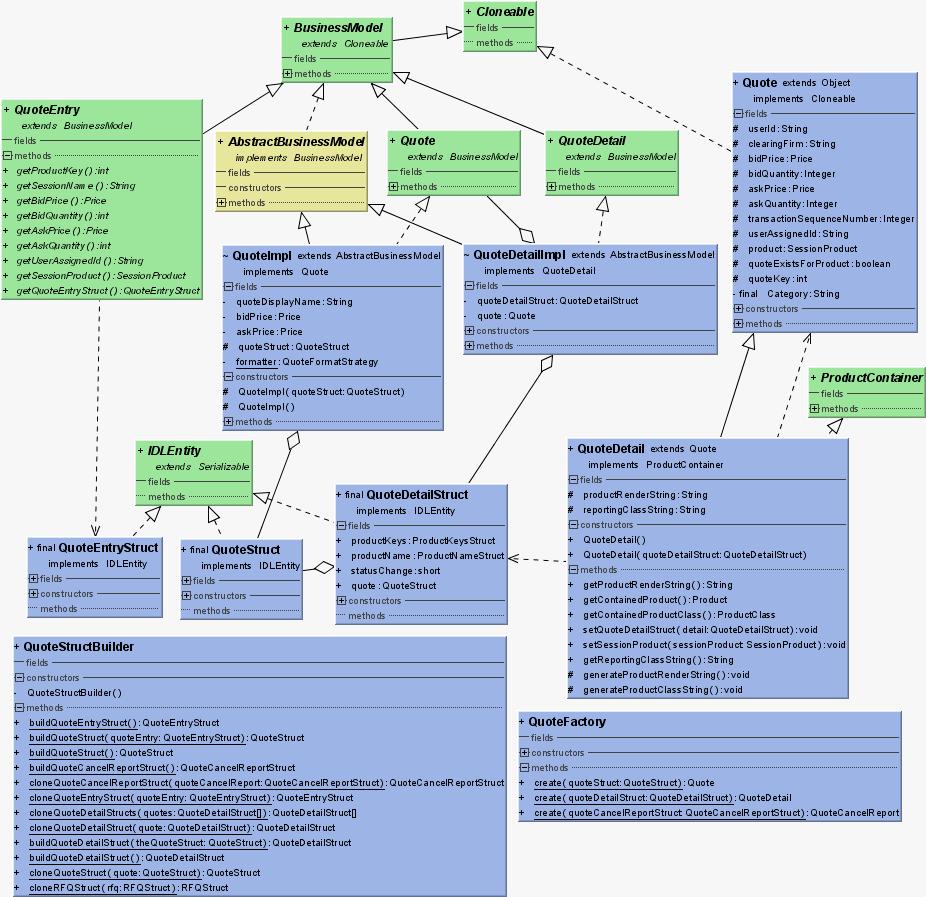 + Cloneable
fields
methods
+ BusinessModel
extends Cloneable
fields
methods
+ Quote extends Object
implements Cloneable
fields
# userId : String
# clearingFirm : String
# bidPrice : Price
# bidQuantity : Integer
# askPrice : Price
# askQuantity : Integer
# transactionSequenceNumber : Integer
# userAssignedId : String
# product : SessionProduct
# quoteExistsForProduct : boolean
# quoteKey : int
- final Category : String
constructors
methods
+ QuoteEntry
extends BusinessModel
fields
methods
+ getProductKey () : int
+ getSessionName () : String
+ getBidPrice () : Price
+ getBidQuantity () : int
+ getAskPrice () : Price
+ getAskQuantity () : int
+ getUserAssignedId () : String
+ getSessionProduct () : SessionProduct
+ getQuoteEntryStruct () : QuoteEntryStruct
+ AbstractBusinessModel
implements BusinessModel
fields
constructors
methods
+ Quote
extends BusinessModel
fields
methods
+ QuoteDetail
extends BusinessModel
fields
methods
~ QuoteImpl extends AbstractBusinessModel
implements Quote
fields
- quoteDisplayName : String
- bidPrice : Price
- askPrice : Price
# quoteStruct : QuoteStruct
- formatter : QuoteFormatStrategy
constructors
# QuoteImpl ( quoteStruct : QuoteStruct )
# QuoteImpl ( )
methods
~ QuoteDetailImpl extends AbstractBusinessModel
implements QuoteDetail
fields
- quoteDetailStruct : QuoteDetailStruct
- quote : Quote
constructors
methods
+ ProductContainer
fields
methods
+ IDLEntity
extends Serializable
fields
methods
+ QuoteDetail extends Quote
implements ProductContainer
fields
# productRenderString : String
# reportingClassString : String
constructors
+ QuoteDetail ( )
+ QuoteDetail ( quoteDetailStruct : QuoteDetailStruct )
methods
+ getProductRenderString () : String
+ getContainedProduct () : Product
+ getContainedProductClass () : ProductClass
+ setQuoteDetailStruct ( detail : QuoteDetailStruct ) : void
+ setSessionProduct ( sessionProduct : SessionProduct ) : void
+ getReportingClassString () : String
# generateProductRenderString () : void
# generateProductClassString () : void
+ final QuoteDetailStruct
implements IDLEntity
fields
+ productKeys : ProductKeysStruct
+ productName : ProductNameStruct
+ statusChange : short
+ quote : QuoteStruct
constructors
methods
+ final QuoteEntryStruct
implements IDLEntity
fields
constructors
methods
+ final QuoteStruct
implements IDLEntity
fields
constructors
methods
+ QuoteStructBuilder
fields
constructors
- QuoteStructBuilder ( )
methods
+ buildQuoteEntryStruct () : QuoteEntryStruct
+ buildQuoteStruct ( quoteEntry : QuoteEntryStruct ) : QuoteStruct
+ buildQuoteStruct () : QuoteStruct
+ buildQuoteCancelReportStruct () : QuoteCancelReportStruct
+ cloneQuoteCancelReportStruct ( quoteCancelReport : QuoteCancelReportStruct ) : QuoteCancelReportStruct
+ cloneQuoteEntryStruct ( quoteEntry : QuoteEntryStruct ) : QuoteEntryStruct
+ cloneQuoteDetailStructs ( quotes : QuoteDetailStruct[] ) : QuoteDetailStruct[]
+ cloneQuoteDetailStruct ( quote : QuoteDetailStruct ) : QuoteDetailStruct
+ buildQuoteDetailStruct ( theQuoteStruct : QuoteStruct ) : QuoteDetailStruct
+ buildQuoteDetailStruct () : QuoteDetailStruct
+ cloneQuoteStruct ( quote : QuoteStruct ) : QuoteStruct
+ cloneRFQStruct ( rfq : RFQStruct ) : RFQStruct
+ QuoteFactory
fields
constructors
methods
+ create ( quoteStruct : QuoteStruct ) : Quote
+ create ( quoteDetailStruct : QuoteDetailStruct ) : QuoteDetail
+ create ( quoteCancelReportStruct : QuoteCancelReportStruct ) : QuoteCancelReport